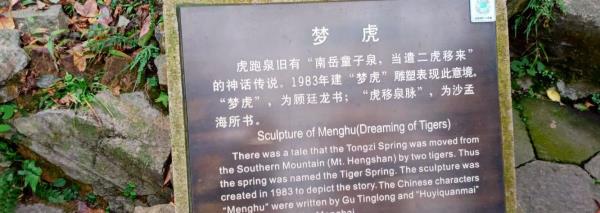 梦虎
虎跑泉旧有“南岳童子泉，当遣二虎移来”
的神话传说。1983年建“梦虎”雕塑表现此意境。
“梦虎”，为顾廷龙书；“虎移泉脉”，为沙孟
海所书。
Sculpture of Menghu(Dreaming of Tigers)
There was a tale that the Tongzi Spring was moved from
the Southern Mountain (Mt. Hengshan) by two tigers. Thus
the spring was named the Tiger Spring. The sculpture was
created in 1983 to depict the story. The Chinese characters
“Menghu” were written by Gu Tinglong and “Huyiquanmai”